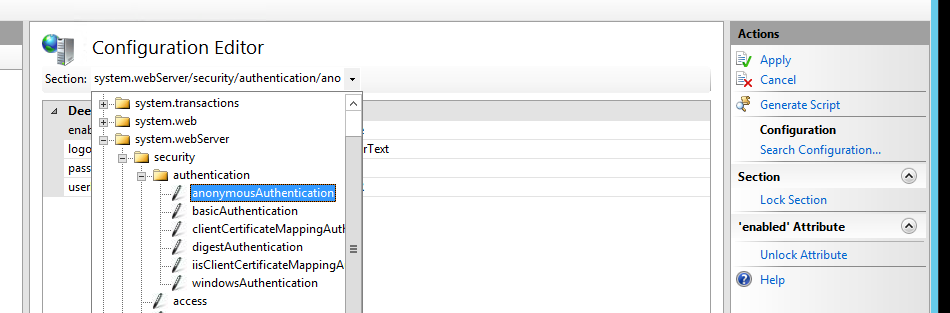 Configuration Editor
Section: system.webServer/security/authentication/ano
Dee
enab
logo rText
pass
user
system.transactions
system.web
system.webServer
security
authentication
anonymousAuthentication
basicAuthentication
clientCertificateMappingAuth
digestAuthentication
iisClientCertificateMappingA
windowsAuthentication
access
Actions
Apply
Cancel
Generate Script
Configuration
Search Configuration...
Section
Lock Section
'enabled' Attribute
Unlock Attribute
Help